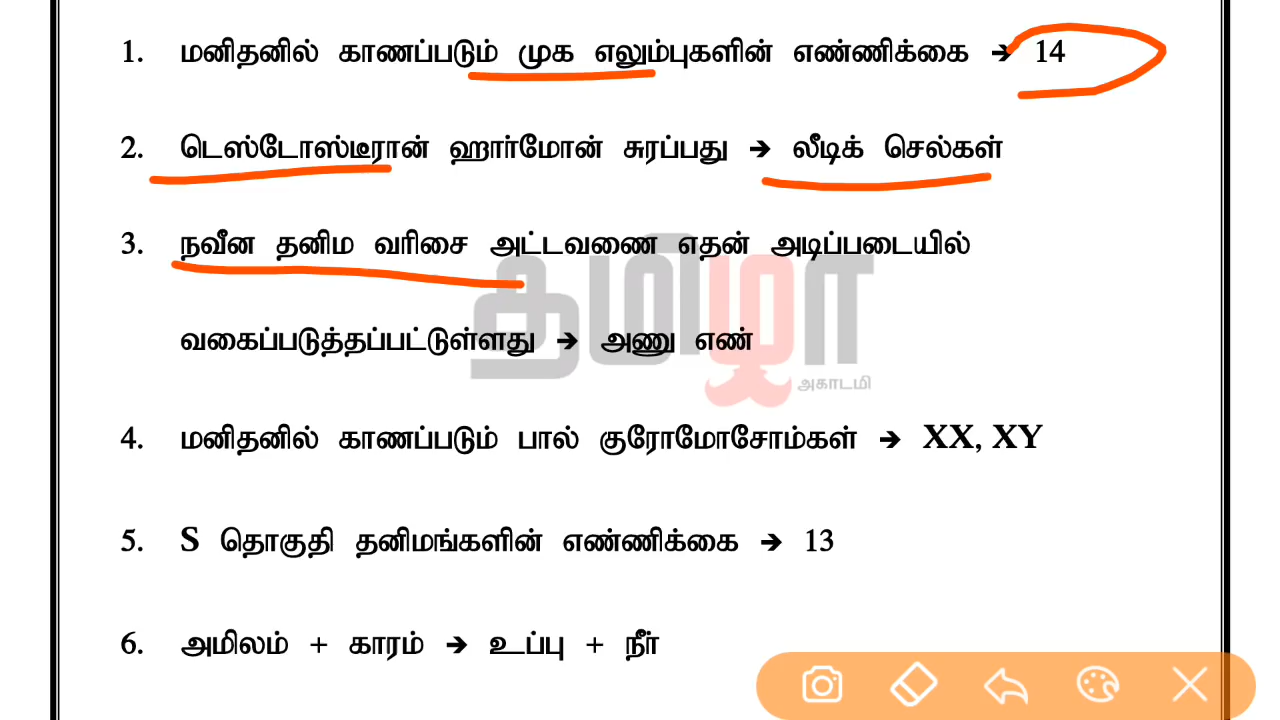 1. மனிதனில் காணப்படும் முக எலும்புகளின் எண்ணிக்கை → 14
2. டெஸ்டோஸ்டீரான் ஹார்மோன் சுரப்பது → லீடிக் செல்கள்
3. நவீன தனிம வரிசை அட்டவணை எதன் அடிப்படையில்
வகைப்படுத்தப்பட்டுள்ளது → அணு எண்
தமிழா
அகாடமி
4. மனிதனில் காணப்படும் பால் குரோமோசோம்கள் → XX, XY
5. S தொகுதி தனிமங்களின் எண்ணிக்கை → 13
6. அமிலம் + காரம் → உப்பு + நீர்